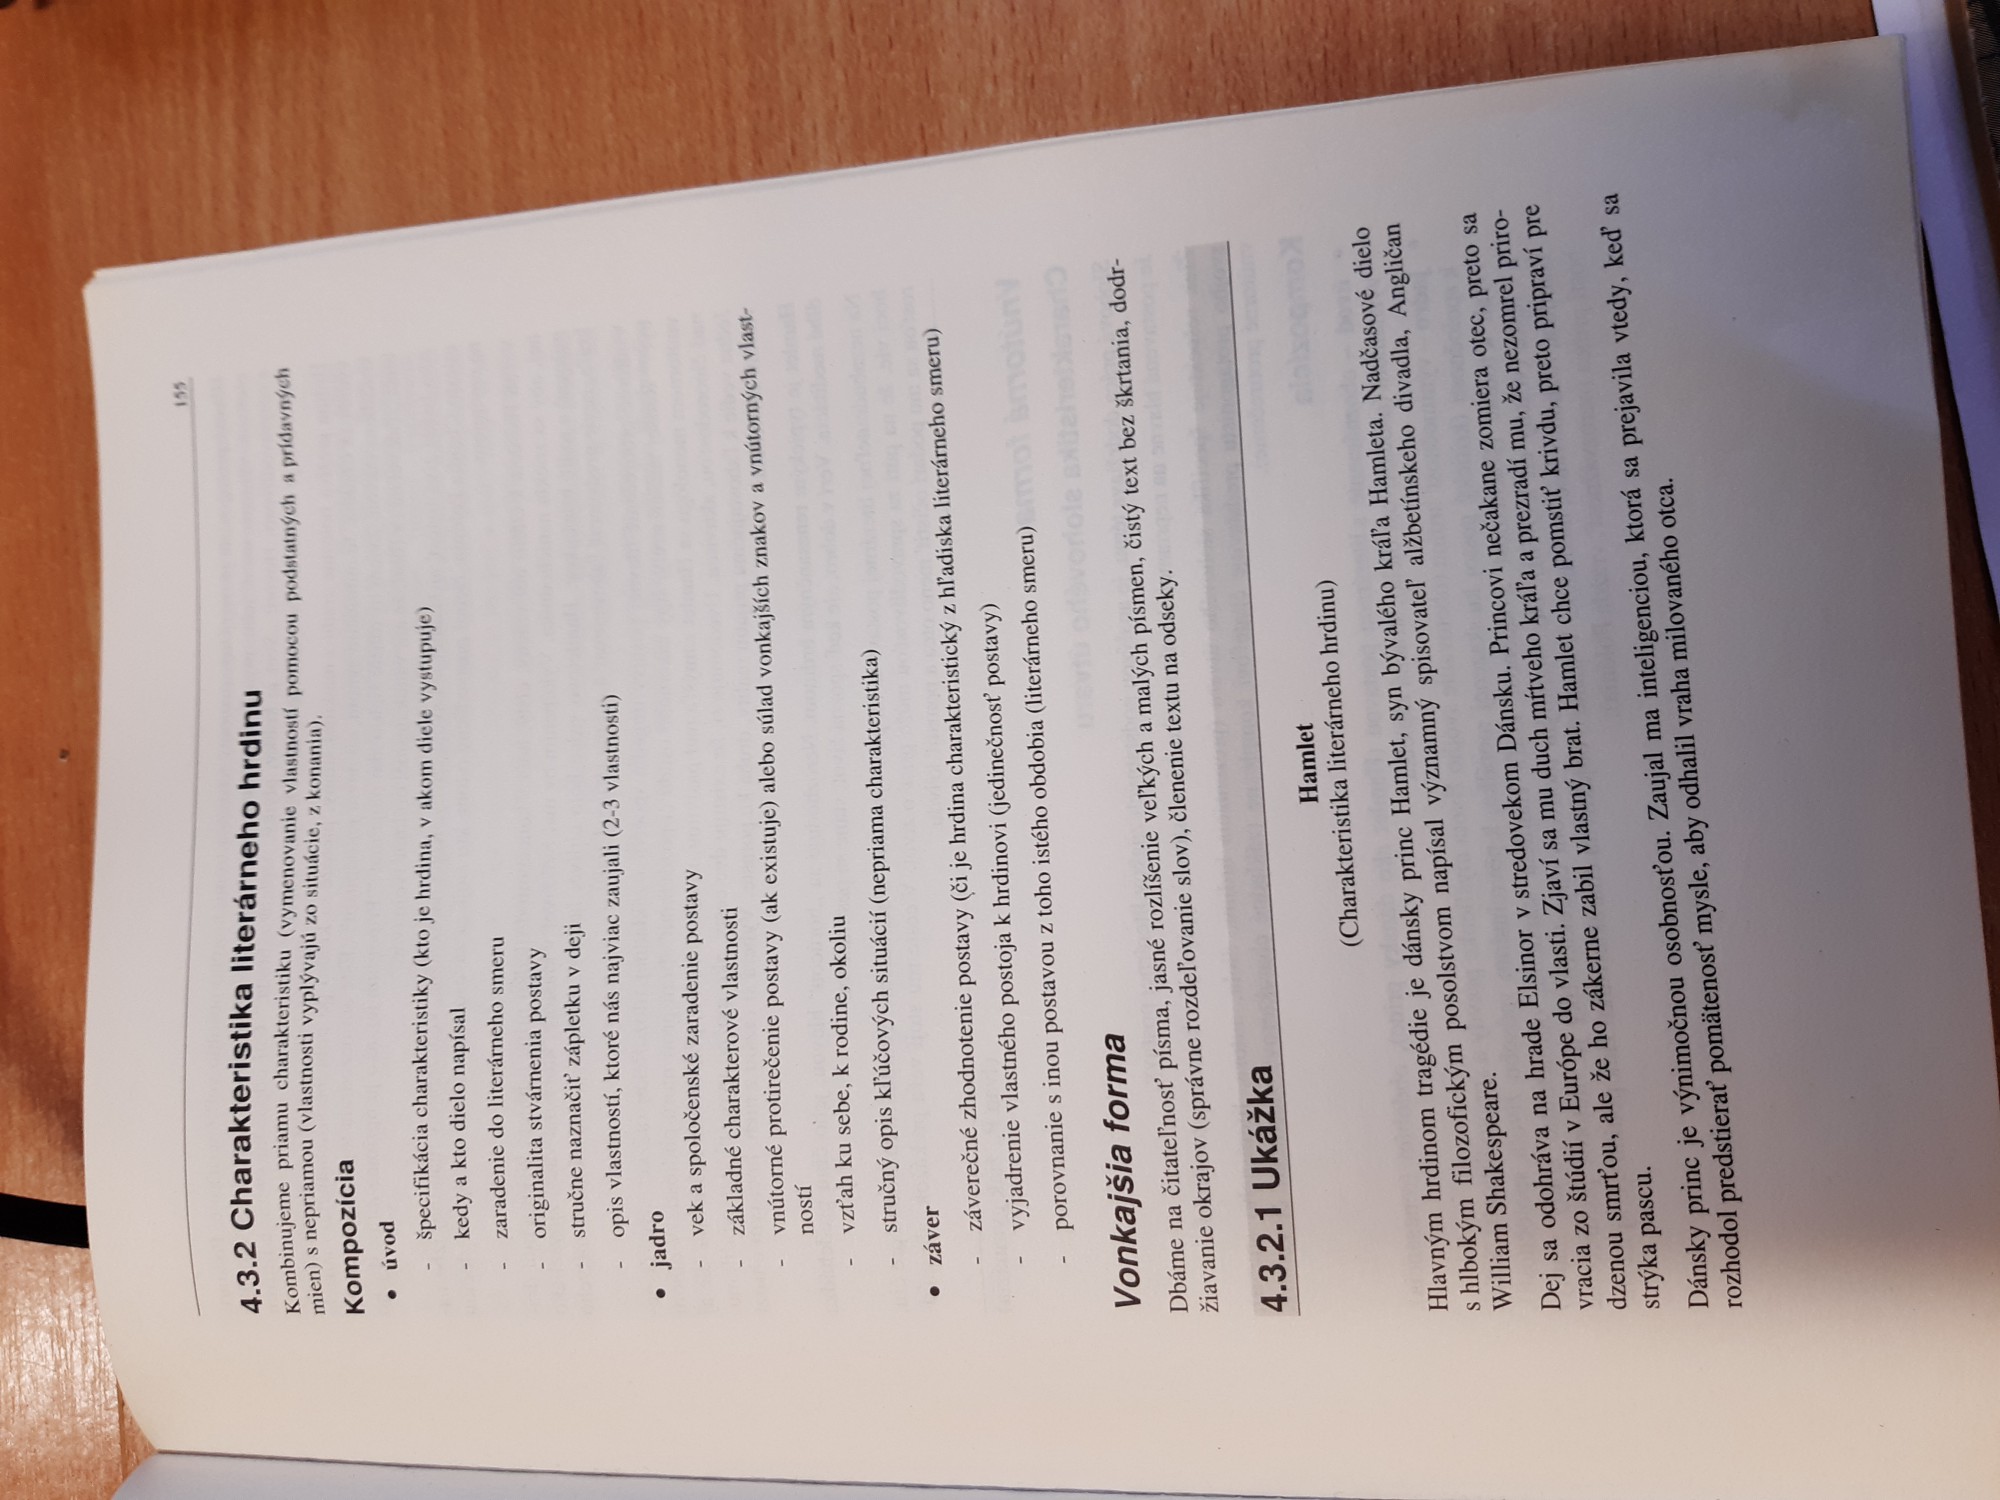 155
4.3.2 Charakteristika literárneho hrdinu
Kombinujeme priamu charakteristiku (vymenovanie vlastností pomocou podstatných a prídavných
mien) s nepriamou (vlastnosti vyplývajú zo situácie, z konania).
Kompozícia
• úvod
- špecifikácia charakteristiky (kto je hrdina, v akom diele vystupuje)
- kedy a kto dielo napísal
- zaradenie do literárneho smeru
- originalita stvárnenia postavy
- stručne naznačiť zápletku v deji
- opis vlastností, ktoré nás najviac zaujali (2-3 vlastnosti)
• jadro
- vek a spoločenské zaradenie postavy
- základné charakterové vlastnosti
- vnútorné protirečenie postavy (ak existuje) alebo súlad vonkajších znakov a vnútorných vlast-
ností
- vzťah ku sebe, k rodine, okoliu
- stručný opis kľúčových situácií (nepriama charakteristika)
• záver
- záverečné zhodnotenie postavy (či je hrdina charakteristický z hľadiska literárneho smeru)
- vyjadrenie vlastného postoja k hrdinovi (jedinečnosť postavy)
- porovnanie s inou postavou z toho istého obdobia (literárneho smeru)
Vonkajšia forma
Dbáme na čitateľnosť písma, jasné rozlíšenie veľkých a malých písmen, čistý text bez škrtania, dodr-
žiavanie okrajov (správne rozdeľovanie slov), členenie textu na odseky.
4.3.2.1 Ukážka
Hamlet
(Charakteristika literárneho hrdinu)
Hlavným hrdinom tragédie je dánsky princ Hamlet, syn bývalého kráľa Hamleta. Nadčasové dielo
s hlbokým filozofickým posolstvom napísal významný spisovateľ alžbetínskeho divadla, Angličan
William Shakespeare.
Dej sa odohráva na hrade Elsinor v stredovekom Dánsku. Princovi nečakane zomiera otec, preto sa
vracia zo štúdií v Európe do vlasti. Zjaví sa mu duch mŕtveho kráľa a prezradí mu, že nezomrel priro-
dzenou smrťou, ale že ho zákerne zabil vlastný brat. Hamlet chce pomstiť krivdu, preto pripraví pre
strýka pascu.
Dánsky princ je výnimočnou osobnosťou. Zaujal ma inteligenciou, ktorá sa prejavila vtedy, keď sa
rozhodol predstierať pomätenosť mysle, aby odhalil vraha milovaného otca.